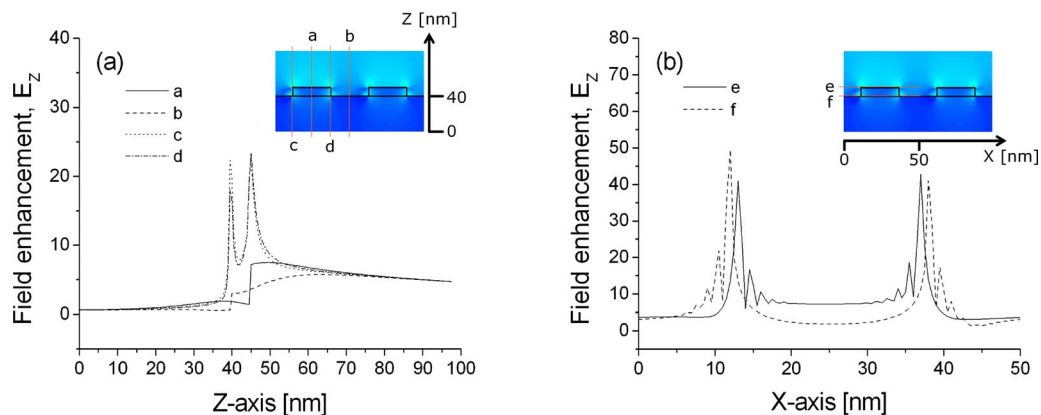 (a)
Field enhancement, E_Z
40
30
20
10
0
0 10 20 30 40 50 60 70 80 90 100
Z-axis [nm]
a
b
c
d
a b
c d
Z [nm]
40
0
(b)
Field enhancement, E_Z
80
70
60
50
40
30
20
10
0
0 10 20 30 40 50
X-axis [nm]
e
f
e
f
0 50 X [nm]